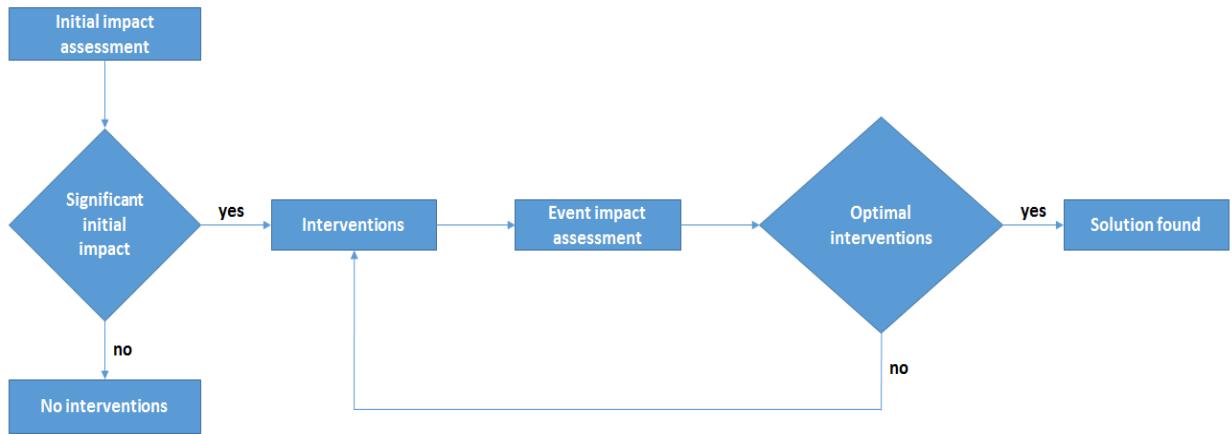 Initial impact
assessment
Significant
initial
impact
yes
Interventions
Event impact
assessment
Optimal
interventions
yes
Solution found
no
No interventions
no